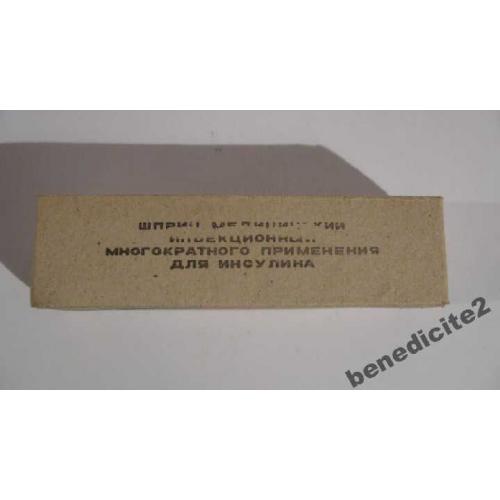 ШПРИЦ МЕДИЦИНСКИЙ
ИНЪЕКЦИОННЫЙ
МНОГОКРАТНОГО ПРИМЕНЕНИЯ
ДЛЯ ИНСУЛИНА
benedicite2